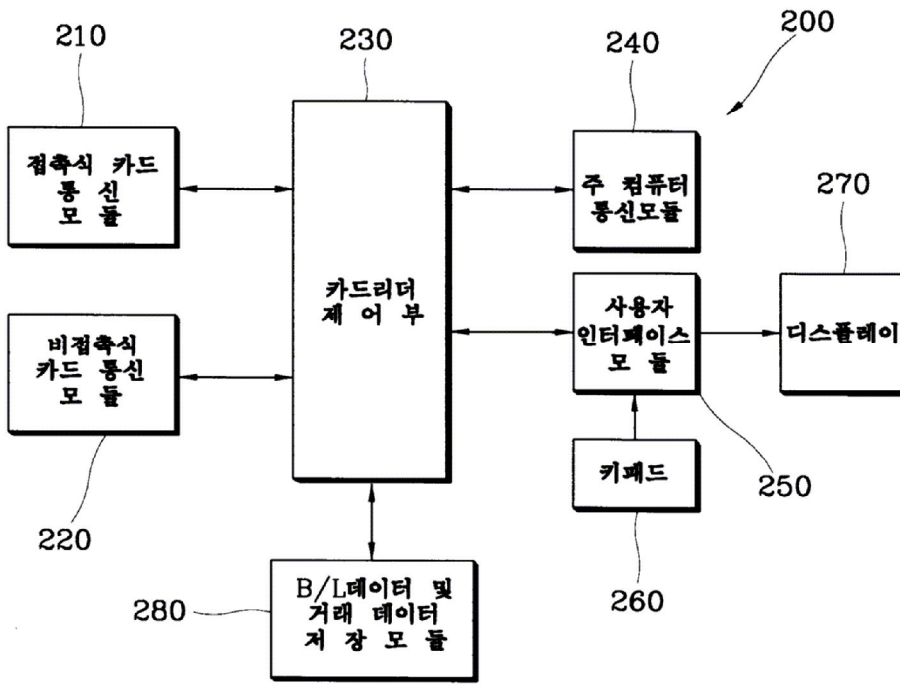 210
230
240
200
접촉식 카드
통 신
모 듈
주 컴퓨터
통신모듈
270
카드리더
제 어 부
사용자
인터페이스
모 듈
디스플레이
비접촉식
카드 통신
모 듈
키패드
250
220
260
280
B/L데이터 및
거래 데이터
저 장 모 듈